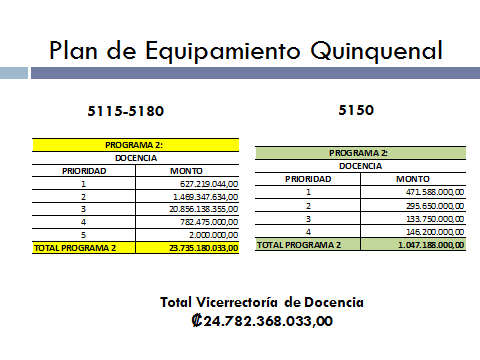 Plan de Equipamiento Quinquenal
5115-5180
PROGRAMA 2:
DOCENCIA
PRIORIDAD MONTO
1 627.219.044,00
2 1.469.347.634,00
3 20.856.138.355,00
4 782.475.000,00
5 2.000.000,00
TOTAL PROGRAMA 2 23.735.180.033,00
5150
PROGRAMA 2:
DOCENCIA
PRIORIDAD MONTO
1 471.588.000,00
2 295.650.000,00
3 133.750.000,00
4 146.200.000,00
TOTAL PROGRAMA 2 1.047.188.000,00
Total Vicerrectoría de Docencia
₡24.782.368.033,00